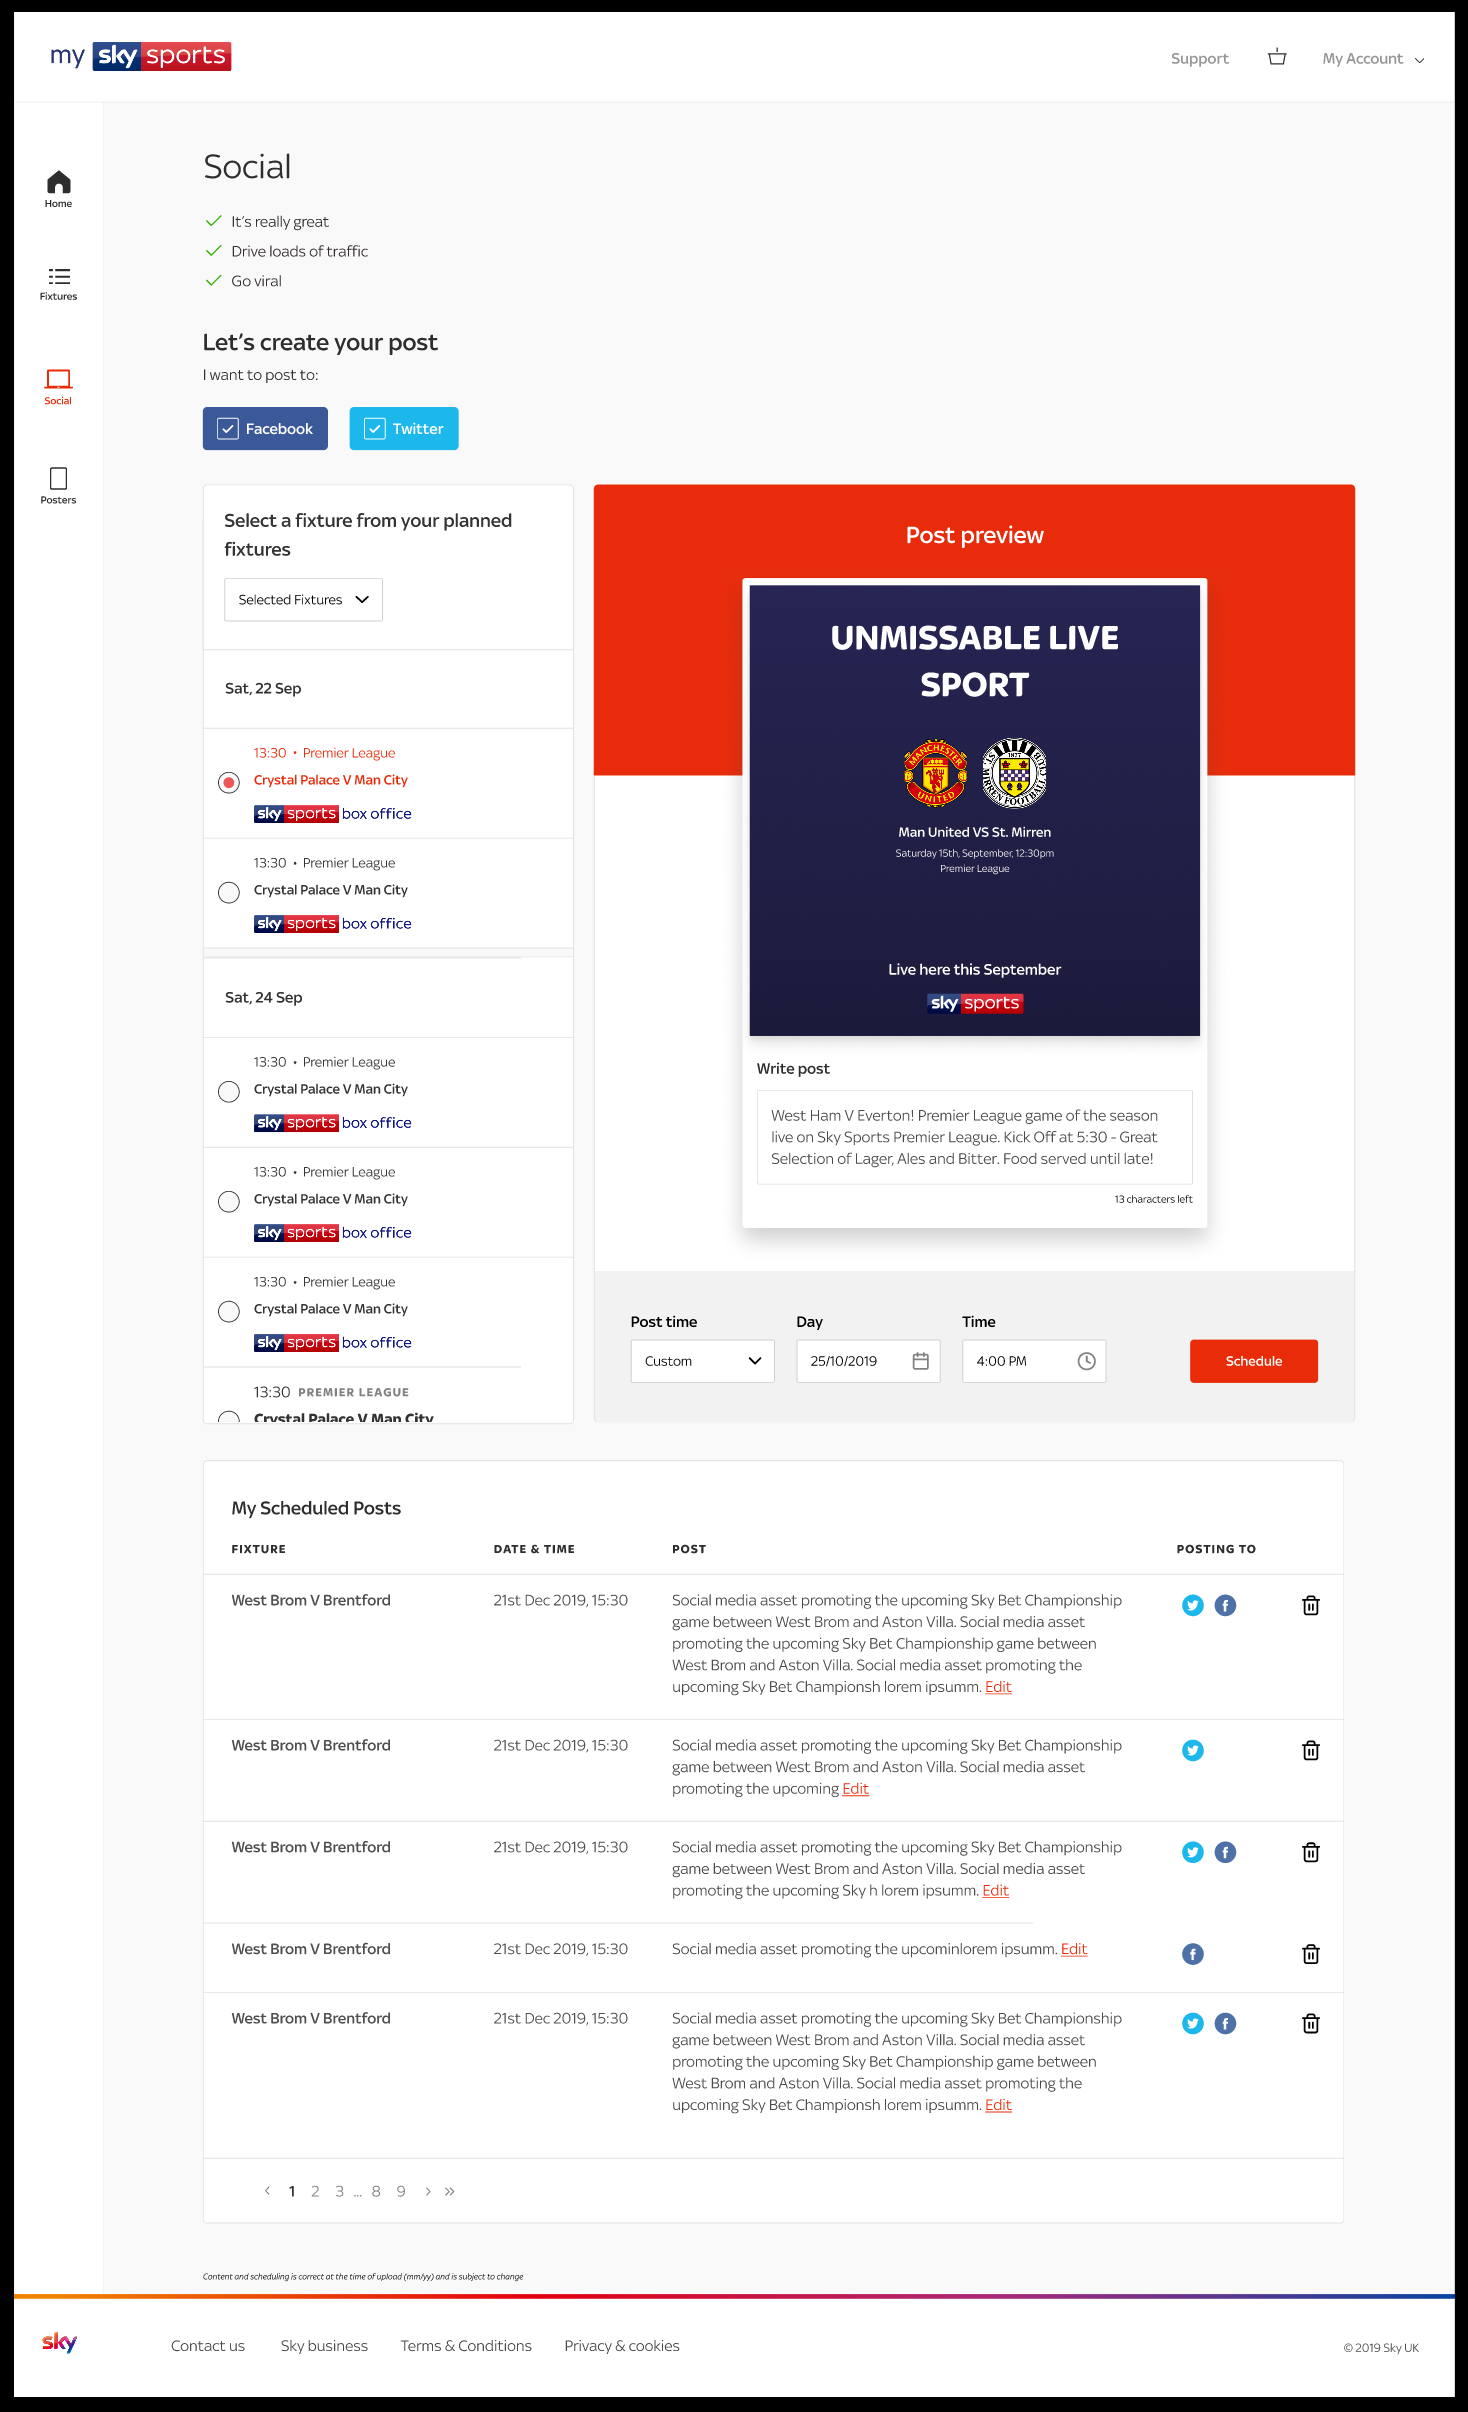 my sky sports
Support
My Account
Home
Fixtures
Social
Posters
Social
It's really great
Drive loads of traffic
Go viral
Let's create your post
I want to post to:
Facebook
Twitter
Select a fixture from your planned
fixtures
Selected Fixtures
Sat, 22 Sep
13:30 • Premier League
Crystal Palace V Man City
sky sports box office
13:30 • Premier League
Crystal Palace V Man City
sky sports box office
Sat, 24 Sep
13:30 • Premier League
Crystal Palace V Man City
sky sports box office
13:30 • Premier League
Crystal Palace V Man City
sky sports box office
13:30 • Premier League
Crystal Palace V Man City
sky sports box office
13:30 PREMIER LEAGUE
Crystal Palace V Man City
Post preview
UNMISSABLE LIVE
SPORT
MANCHESTER
UNITED
1877
ST MIRREN FOOTBALL CLUB
Man United VS St. Mirren
Saturday 15th, September, 12:30pm
Premier League
Live here this September
sky sports
Write post
West Ham V Everton! Premier League game of the season
live on Sky Sports Premier League. Kick Off at 5:30 - Great
Selection of Lager, Ales and Bitter. Food served until late!
13 characters left
Post time
Custom
Day
25/10/2019
Time
4:00 PM
Schedule
My Scheduled Posts
FIXTURE
DATE & TIME
POST
POSTING TO
West Brom V Brentford
21st Dec 2019, 15:30
Social media asset promoting the upcoming Sky Bet Championship
game between West Brom and Aston Villa. Social media asset
promoting the upcoming Sky Bet Championship game between
West Brom and Aston Villa. Social media asset promoting the
upcoming Sky Bet Championsh lorem ipsumm. Edit
West Brom V Brentford
21st Dec 2019, 15:30
Social media asset promoting the upcoming Sky Bet Championship
game between West Brom and Aston Villa. Social media asset
promoting the upcoming Edit
West Brom V Brentford
21st Dec 2019, 15:30
Social media asset promoting the upcoming Sky Bet Championship
game between West Brom and Aston Villa. Social media asset
promoting the upcoming Sky h lorem ipsumm. Edit
West Brom V Brentford
21st Dec 2019, 15:30
Social media asset promoting the upcominlorem ipsumm. Edit
West Brom V Brentford
21st Dec 2019, 15:30
Social media asset promoting the upcoming Sky Bet Championship
game between West Brom and Aston Villa. Social media asset
promoting the upcoming Sky Bet Championship game between
West Brom and Aston Villa. Social media asset promoting the
upcoming Sky Bet Championsh lorem ipsumm. Edit
‹ 1 2 3 ... 8 9 › »
Content and scheduling is correct at the time of upload (mm/yy) and is subject to change
sky
Contact us
Sky business
Terms & Conditions
Privacy & cookies
© 2019 Sky UK